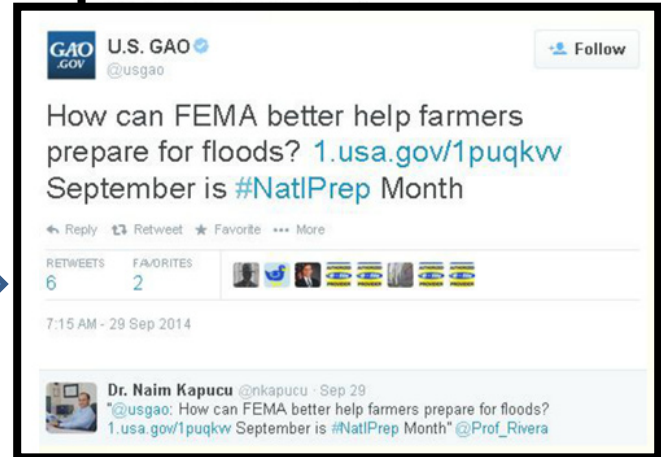 GAO
.GOV
U.S. GAO
@usgao
Follow
How can FEMA better help farmers
prepare for floods? 1.usa.gov/1puqkvv
September is #NatlPrep Month
Reply Retweet Favorite ••• More
RETWEETS FAVORITES
6 2
7:15 AM - 29 Sep 2014
Dr. Naim Kapucu @nkapucu · Sep 29
"@usgao: How can FEMA better help farmers prepare for floods?
1.usa.gov/1puqkvv September is #NatlPrep Month" @Prof_Rivera